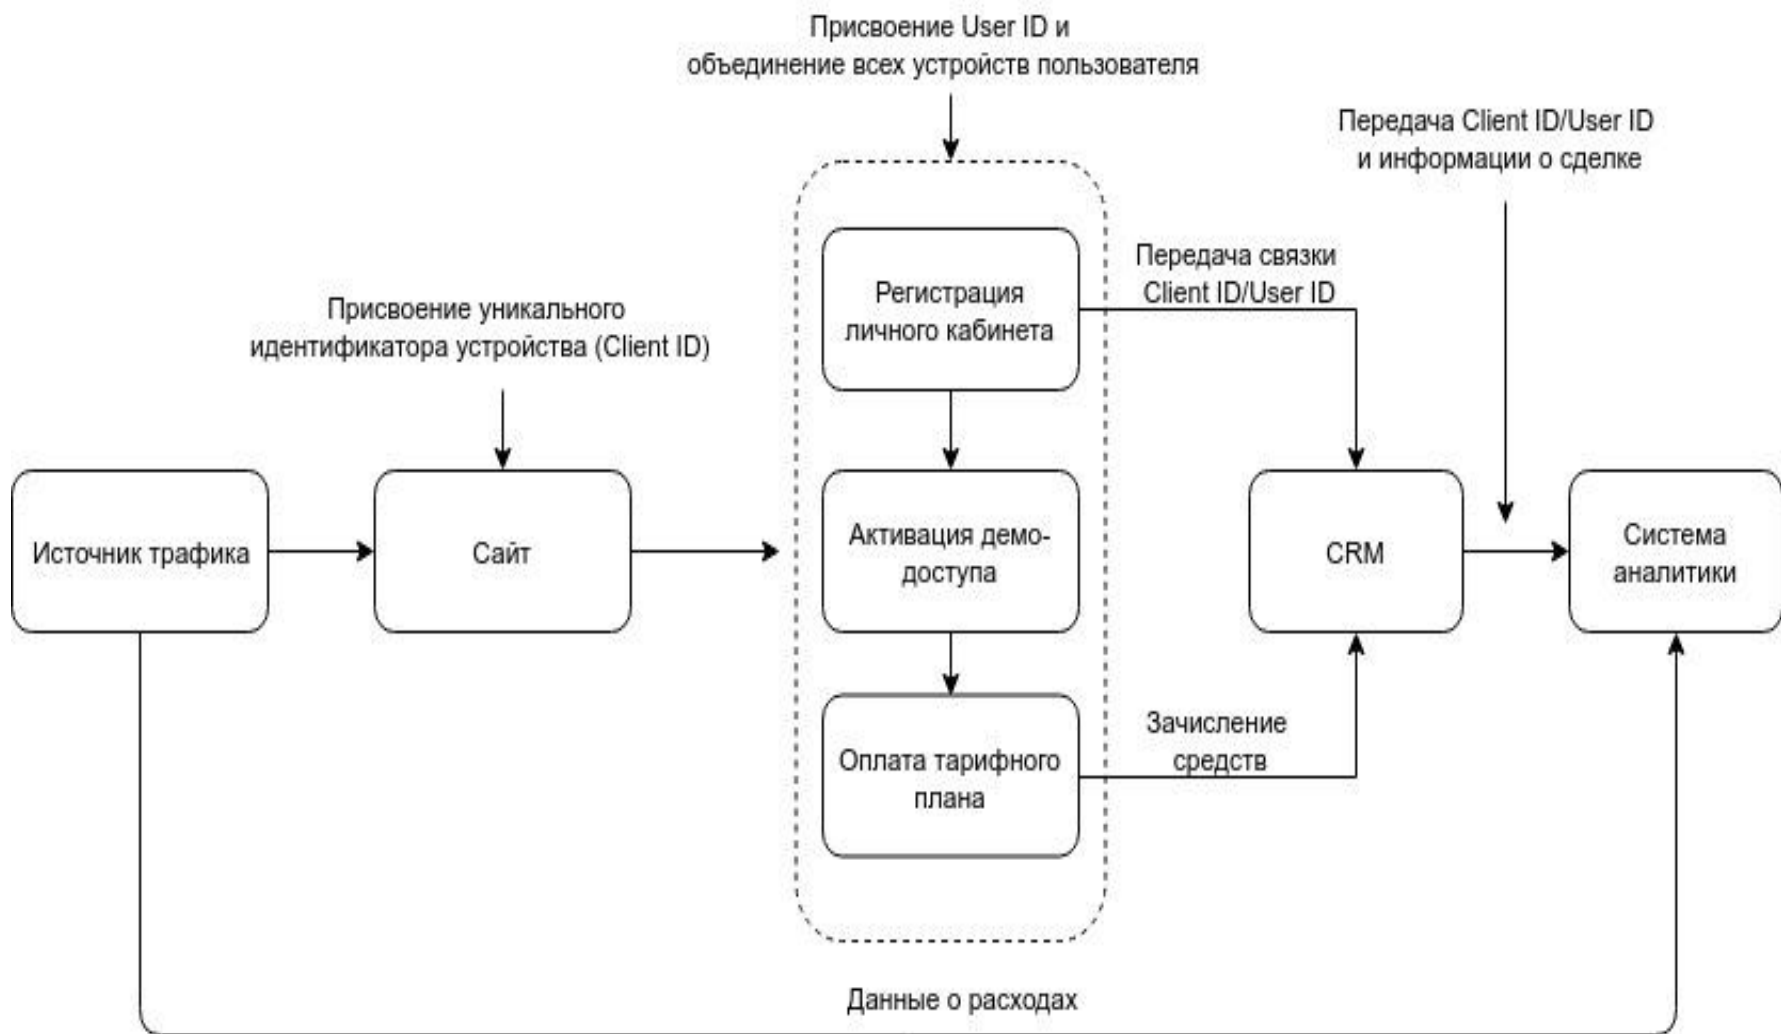 Присвоение User ID и
объединение всех устройств пользователя
Передача Client ID/User ID
и информации о сделке
Присвоение уникального
идентификатора устройства (Client ID)
Регистрация
личного кабинета
Передача связки
Client ID/User ID
Источник трафика
Сайт
Активация демо-
доступа
CRM
Система
аналитики
Оплата тарифного
плана
Зачисление
средств
Данные о расходах